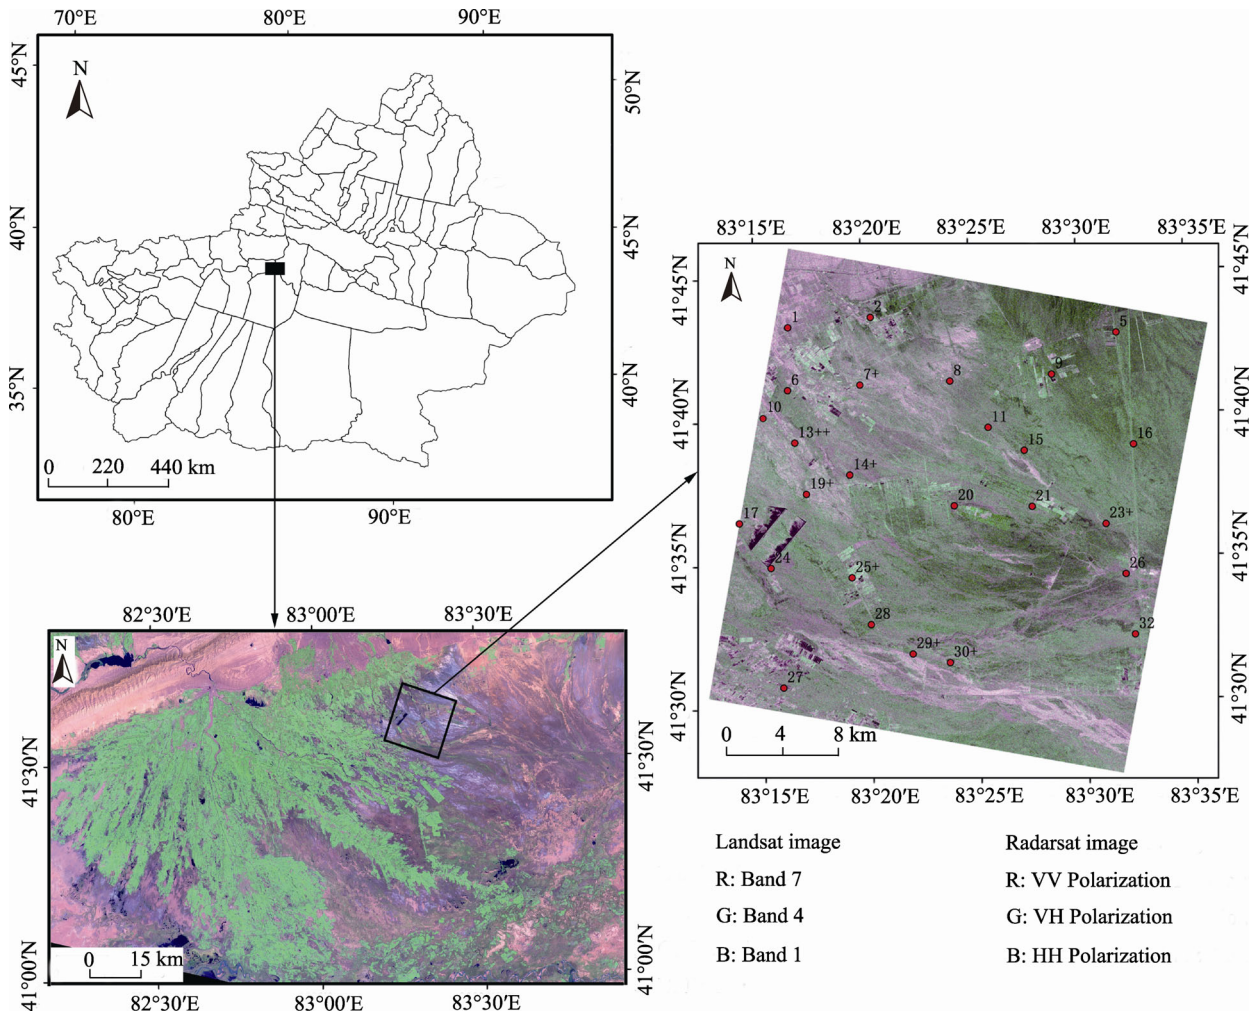 70°E 80°E 90°E
45°N
50°N
N
40°N
45°N
35°N
40°N
0 220 440 km
80°E 90°E
83°15′E 83°20′E 83°25′E 83°30′E 83°35′E
41°45′N
41°45′N
N
2
1
5
9
8
7+
6
10
11
13++
15
16
41°40′N
41°40′N
14+
19+
20
21
17
23+
24
25+
26
41°35′N
41°35′N
28
32
29+
30+
27
41°30′N
41°30′N
0 4 8 km
83°15′E 83°20′E 83°25′E 83°30′E 83°35′E
82°30′E 83°00′E 83°30′E
N
41°30′N
41°30′N
0 15 km
41°00′N
41°00′N
82°30′E 83°00′E 83°30′E
Landsat image
R: Band 7
G: Band 4
B: Band 1
Radarsat image
R: VV Polarization
G: VH Polarization
B: HH Polarization